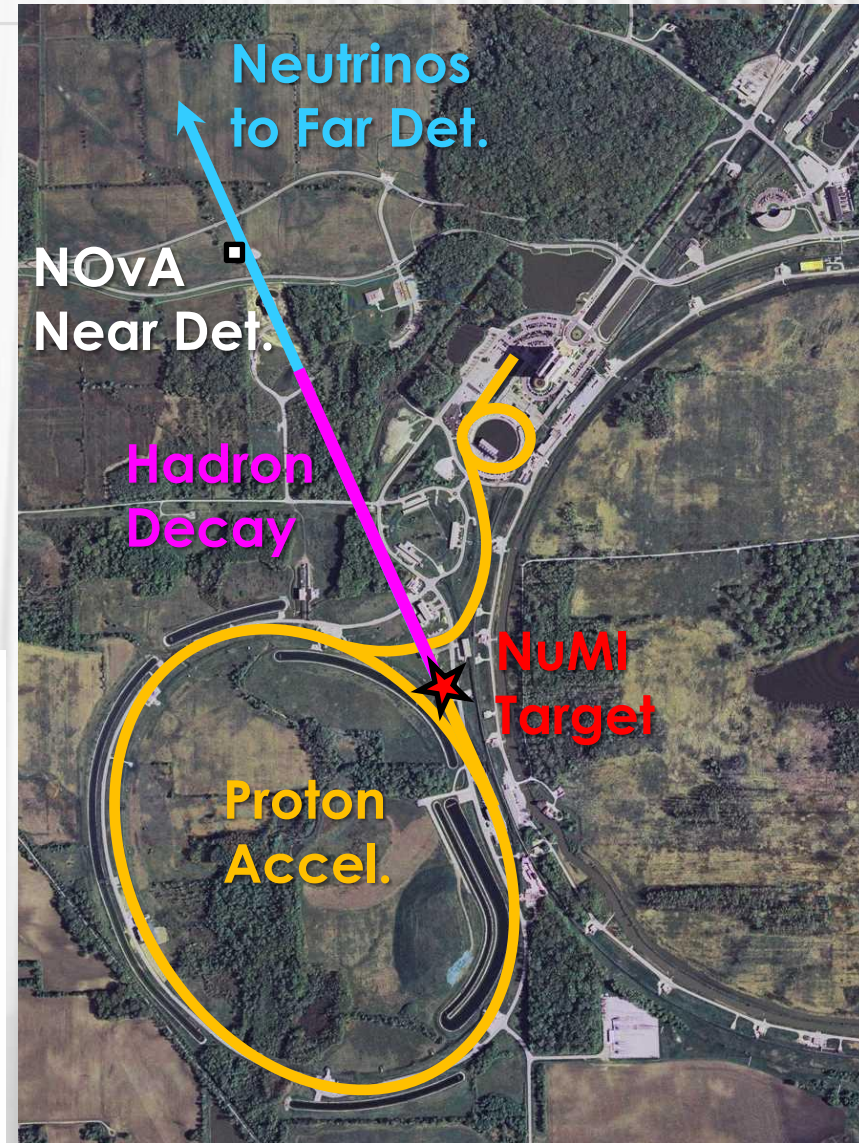 Neutrinos
to Far Det.
NOvA
Near Det.
Hadron
Decay
NuMI
Target
Proton
Accel.